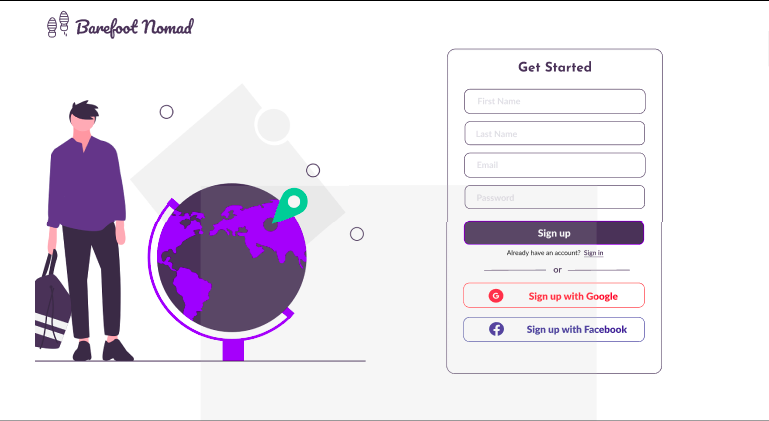 Barefoot Nomad
Get Started
First Name
Last Name
Email
Password
Sign up
Already have an account? Sign in
or
G Sign up with Google
f Sign up with Facebook